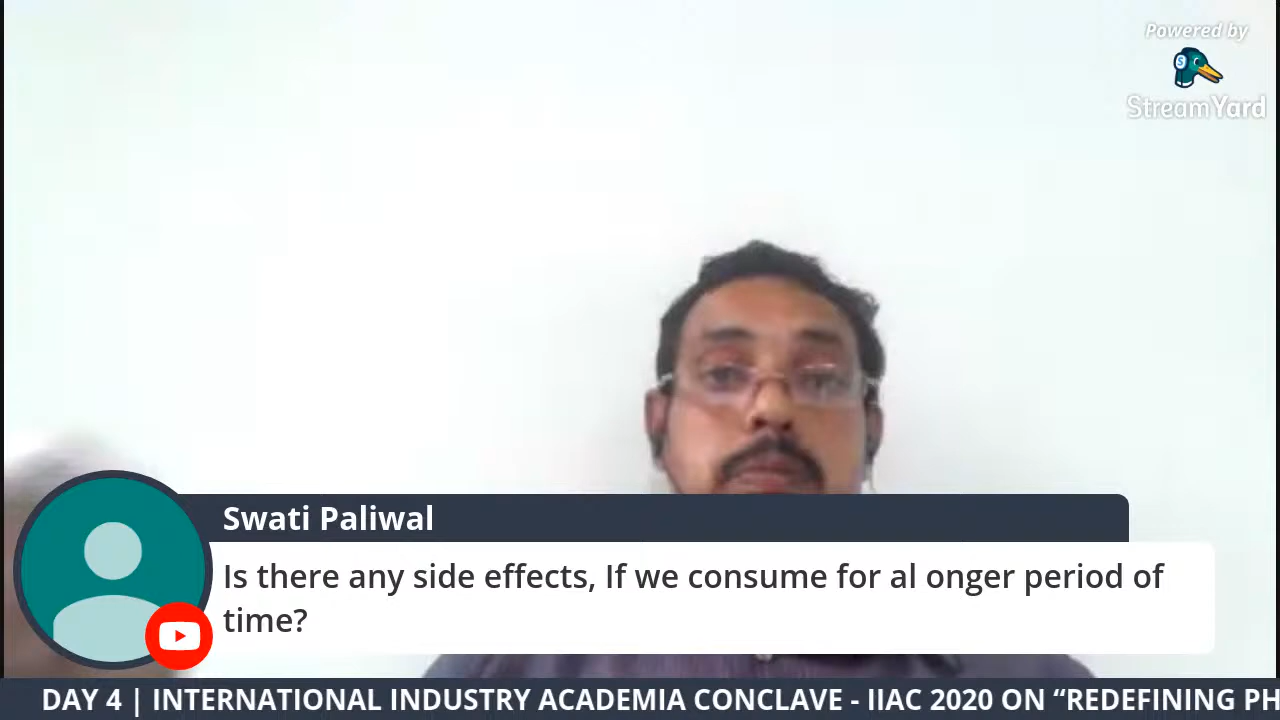 Powered by
StreamYard
Swati Paliwal
Is there any side effects, If we consume for al onger period of
time?
DAY 4 | INTERNATIONAL INDUSTRY ACADEMIA CONCLAVE - IIAC 2020 ON “REDEFINING PH